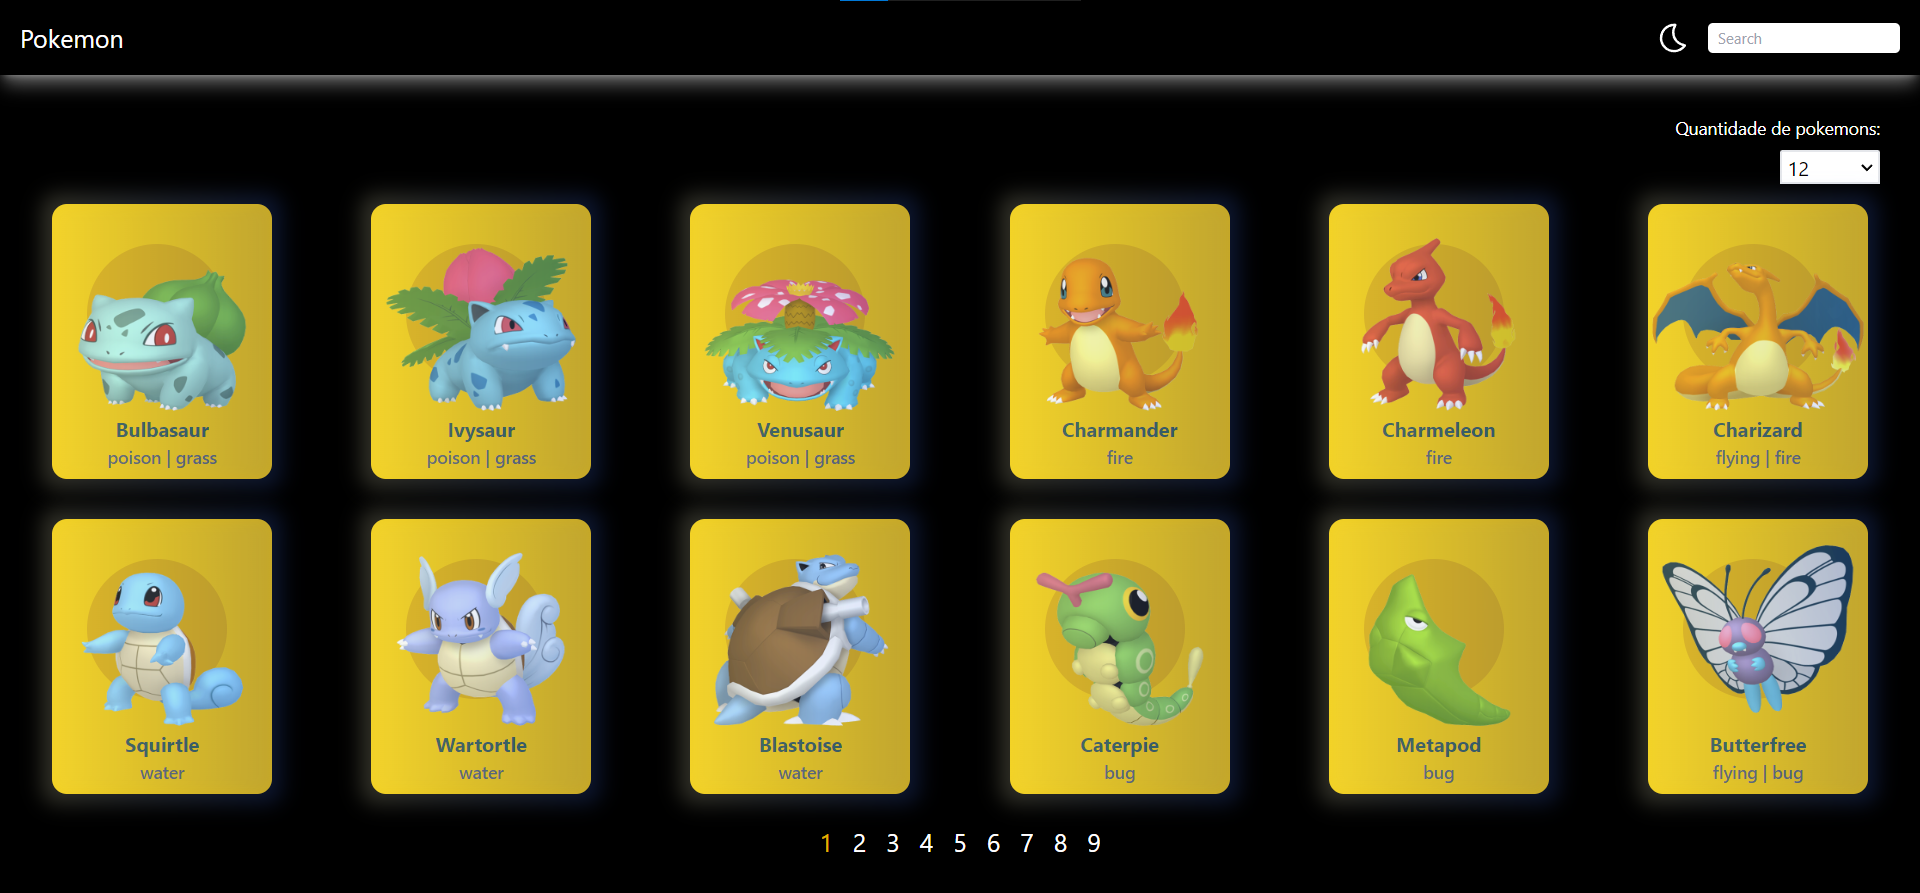 Pokemon
Search
Quantidade de pokemons:
12
Bulbasaur
poison | grass
Ivysaur
poison | grass
Venusaur
poison | grass
Charmander
fire
Charmeleon
fire
Charizard
flying | fire
Squirtle
water
Wartortle
water
Blastoise
water
Caterpie
bug
Metapod
bug
Butterfree
flying | bug
1 2 3 4 5 6 7 8 9